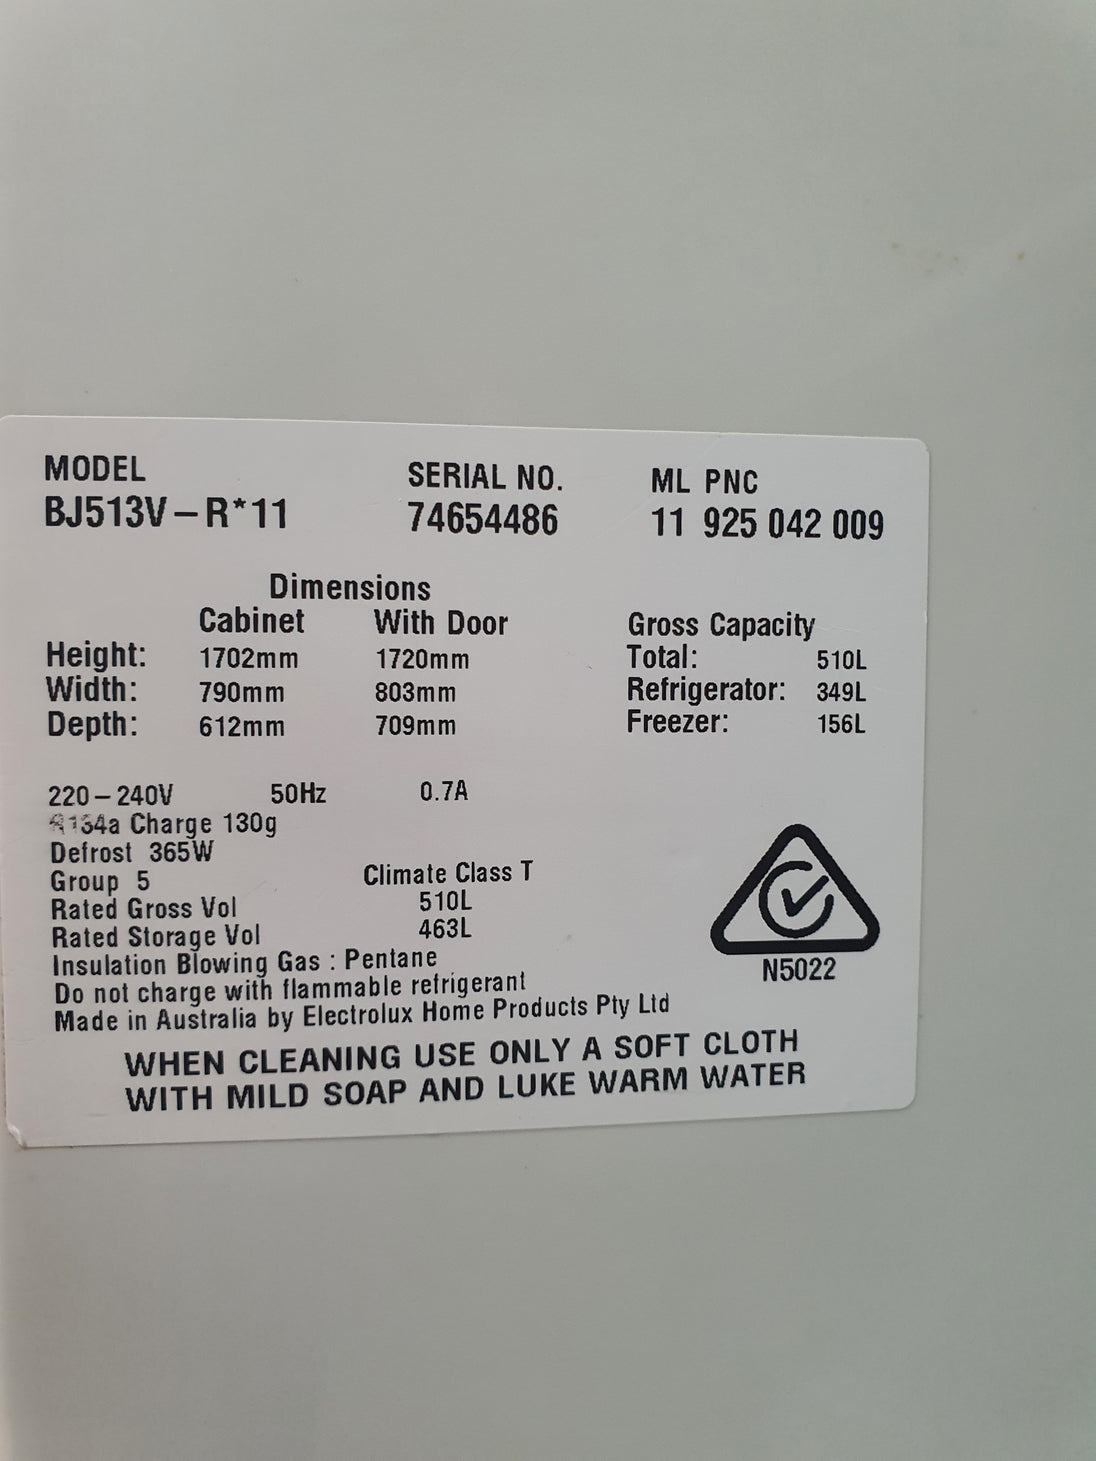 MODEL SERIAL NO. ML PNC
BJ513V-R*11 74654486 11 925 042 009
Dimensions
Cabinet With Door Gross Capacity
Height: 1702mm 1720mm Total: 510L
Width: 790mm 803mm Refrigerator: 349L
Depth: 612mm 709mm Freezer: 156L
220-240V 50Hz 0.7A
R134a Charge 130g
Defrost 365W
Group 5 Climate Class T
Rated Gross Vol 510L
Rated Storage Vol 463L
Insulation Blowing Gas : Pentane
Do not charge with flammable refrigerant
Made in Australia by Electrolux Home Products Pty Ltd
N5022
WHEN CLEANING USE ONLY A SOFT CLOTH
WITH MILD SOAP AND LUKE WARM WATER